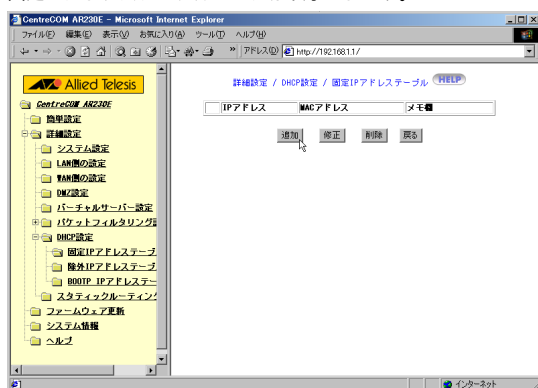 CentreCOM AR230E - Microsoft Internet Explorer
ファイル(F) 編集(E) 表示(V) お気に入り(A) ツール(T) ヘルプ(H)
アドレス(D) http://192.168.1.1/
Allied Telesis
CentreCOM AR230E
簡単設定
詳細設定
システム設定
LAN側の設定
WAN側の設定
DMZ設定
バーチャルサーバー設定
パケットフィルタリング
DHCP設定
固定IPアドレステーブ
除外IPアドレステーブ
BOOTP IPアドレステー
スタティックルーティン
ファームウェア更新
システム情報
ヘルプ
詳細設定 / DHCP設定 / 固定IPアドレステーブル HELP
IPアドレス MACアドレス メモ欄
追加 修正 削除 戻る
インターネット